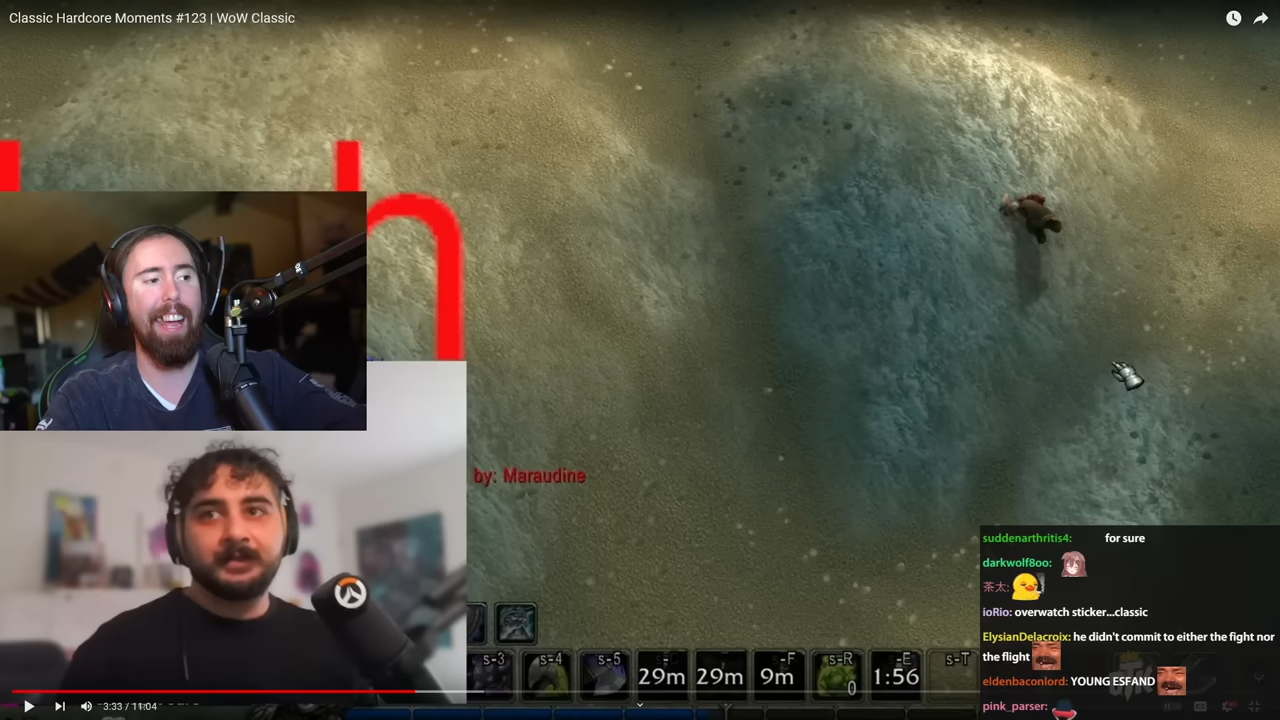 Classic Hardcore Moments #123 | WoW Classic
by: Maraudine
suddenarthritis4: for sure
darkwolf8oo:
茶太:
ioRio: overwatch sticker...classic
ElysianDelacroix: he didn't commit to either the fight nor
the flight
eldenbaconlord: YOUNG ESFAND
pink_parser:
s-3 s-4 s-5 -F s-R -E s-T
29m 29m 9m 0 1:56
3:33 / 11:04